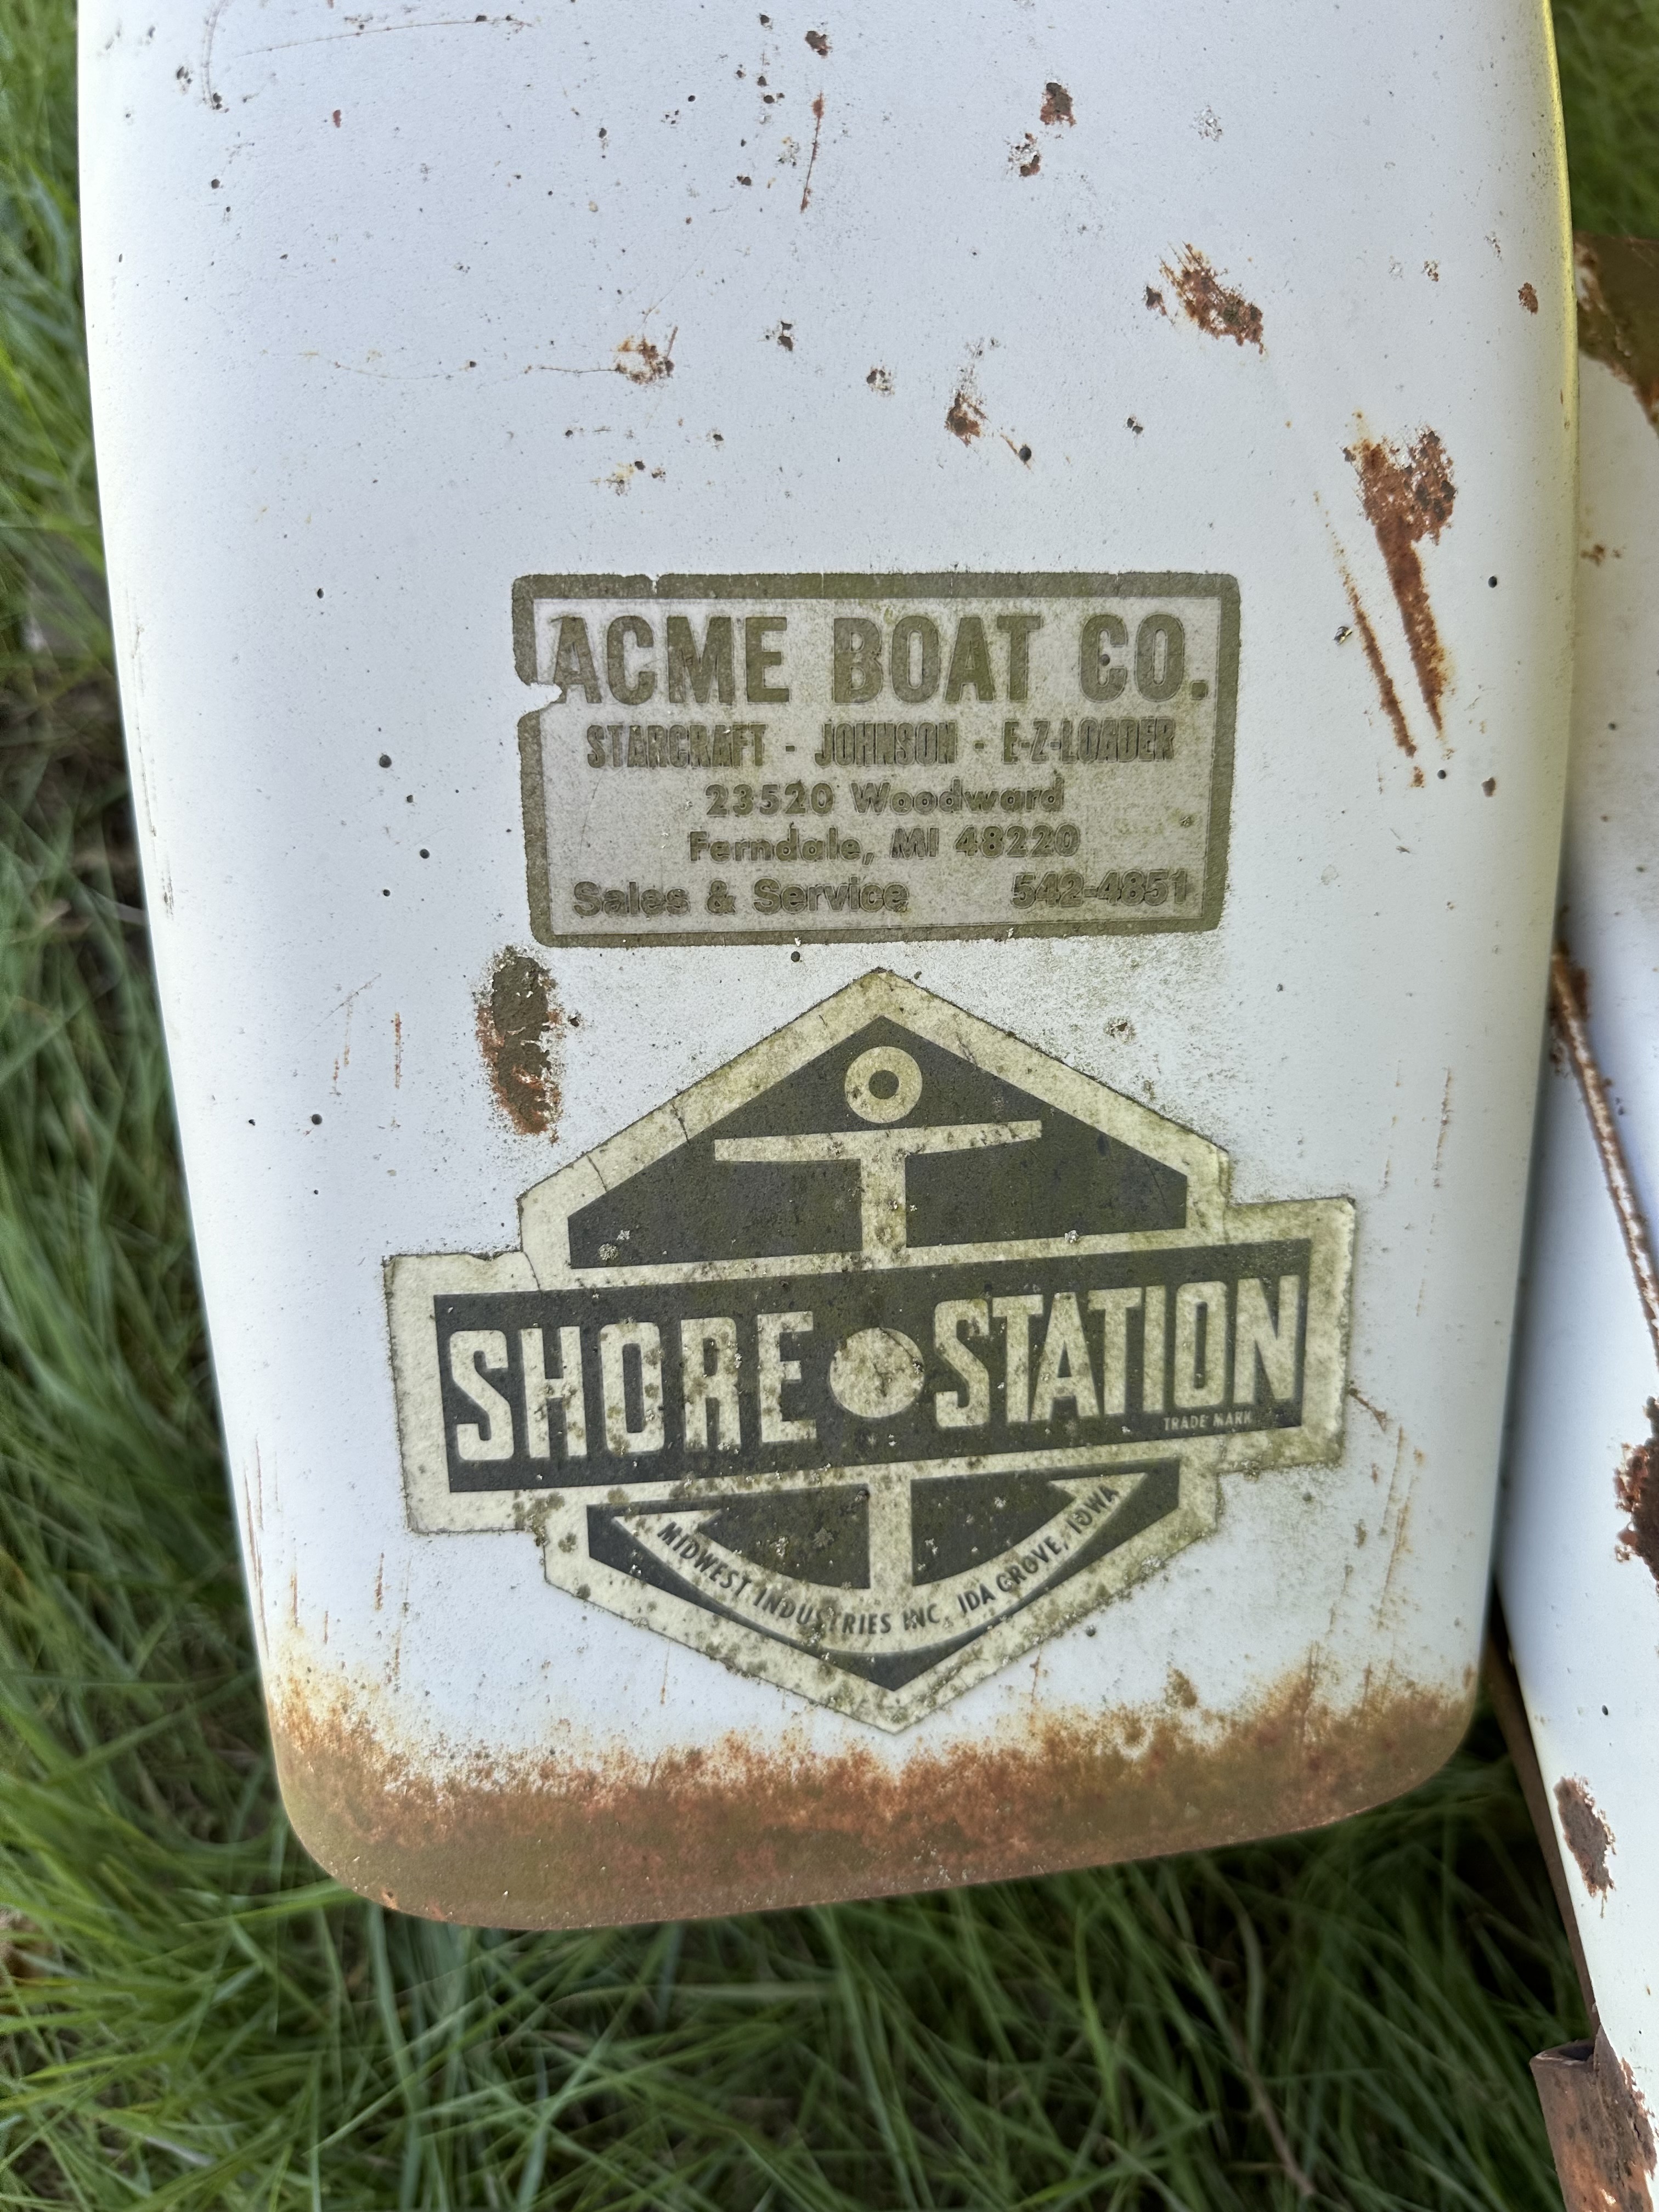 ACME BOAT CO.
STARCRAFT - JOHNSON - E-Z-LOADER
23520 Woodward
Ferndale, MI 48220
Sales & Service 542-4851
SHORE STATION
TRADE MARK
MIDWEST INDUSTRIES INC. IDA GROVE, IOWA